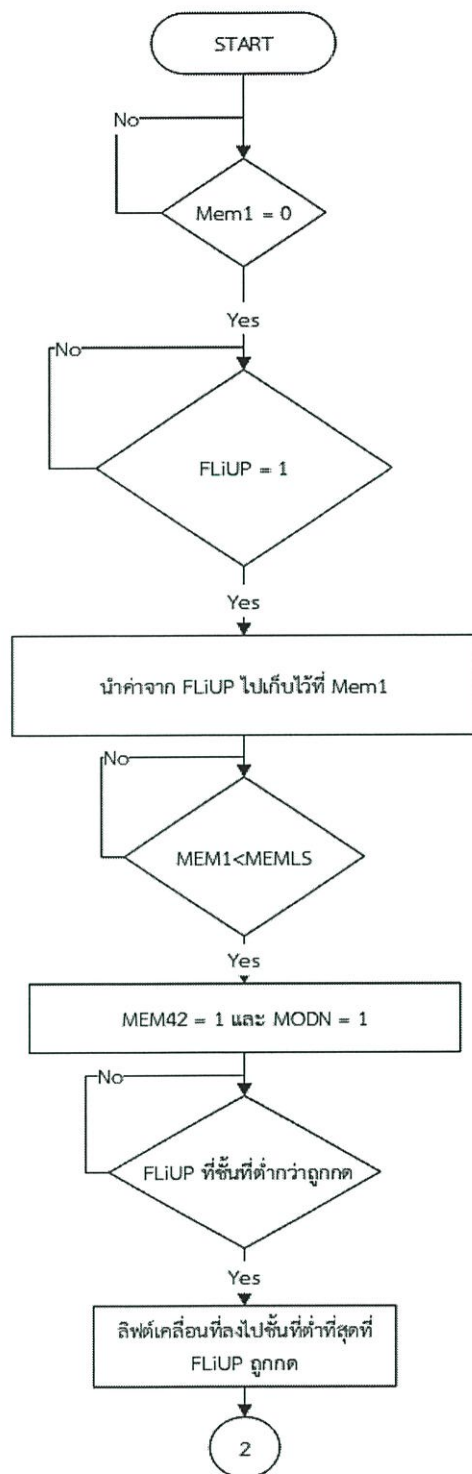 START
No
Mem1 = 0
Yes
No
FLiUP = 1
Yes
นำค่าจาก FLiUP ไปเก็บไว้ที่ Mem1
No
MEM1<MEMLS
Yes
MEM42 = 1 และ MODN = 1
No
FLiUP ที่ชั้นที่ต่ำกว่าถูกกด
Yes
ลิฟต์เคลื่อนที่ลงไปชั้นที่ต่ำที่สุดที่
FLiUP ถูกกด
2